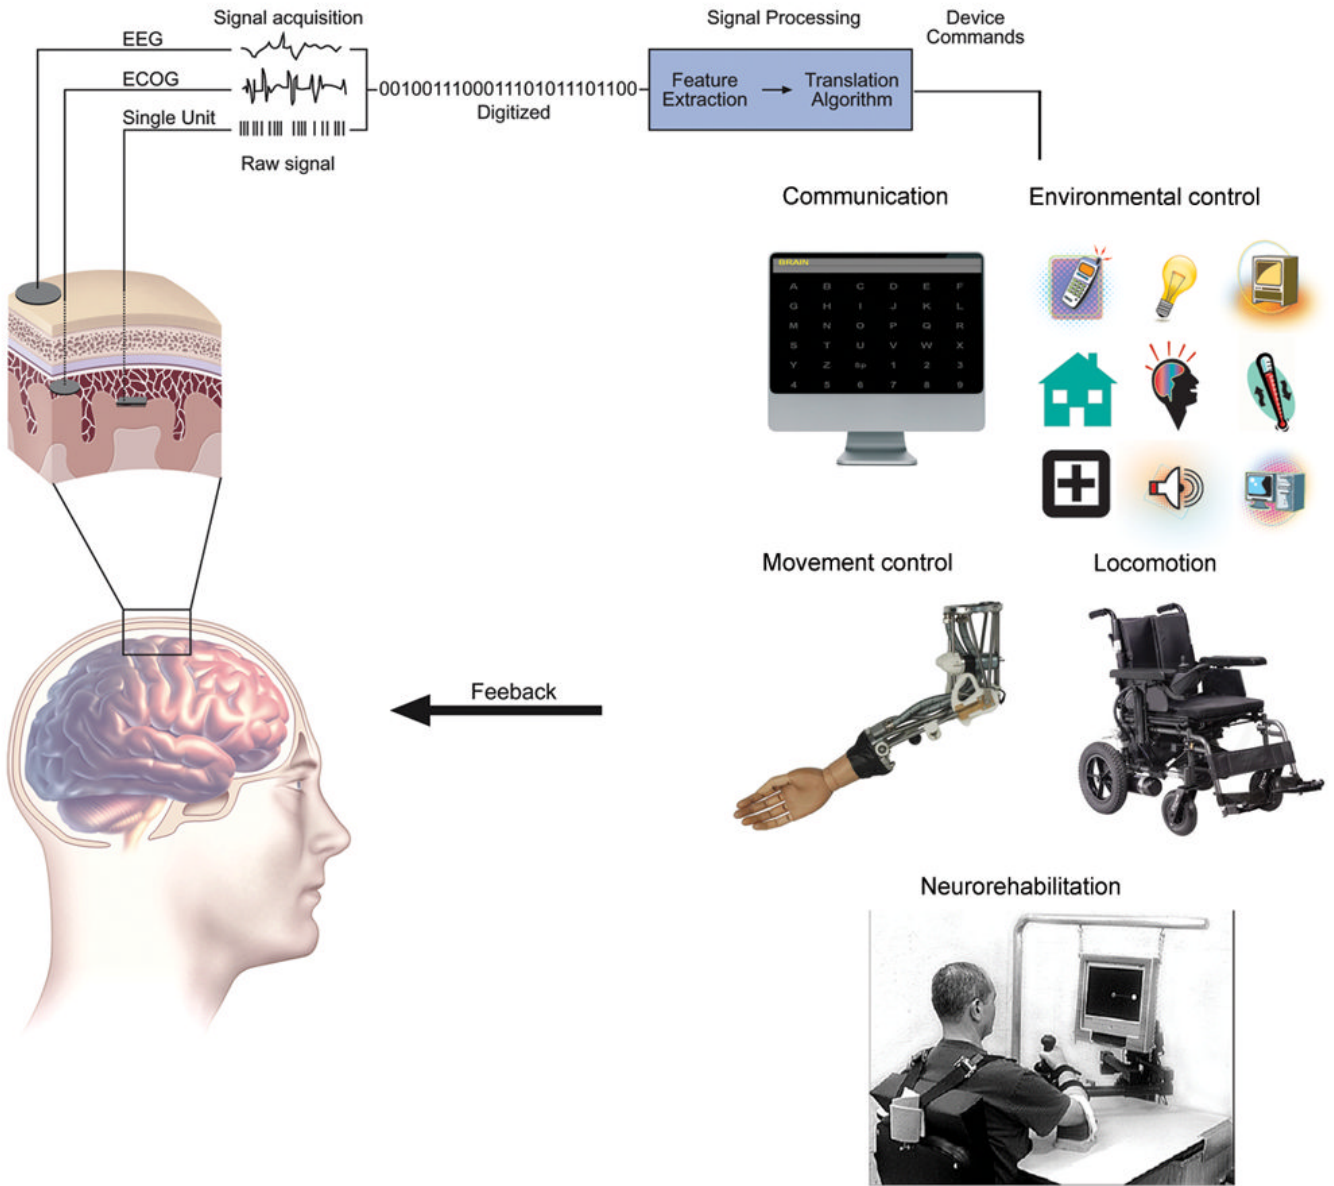 Signal acquisition
EEG
ECOG
Single Unit
Raw signal
001001110001110101110101100
Digitized
Signal Processing
Feature
Extraction
Translation
Algorithm
Device
Commands
Communication
BRAIN
A B C D E F
G H I J K L
M N O P Q R
S T U V W X
Y Z Sp 1 2 3
4 5 6 7 8 9
Environmental control
Movement control
Locomotion
Feeback
Neurorehabilitation